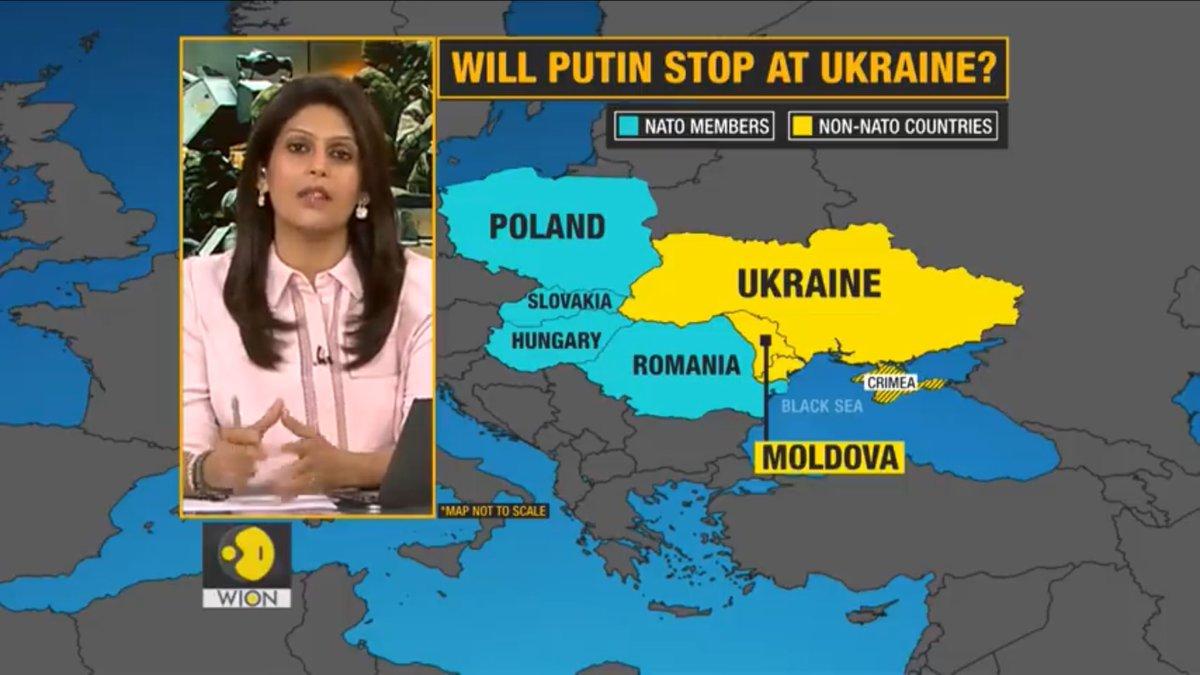 WILL PUTIN STOP AT UKRAINE?
NATO MEMBERS
NON-NATO COUNTRIES
POLAND
UKRAINE
SLOVAKIA
HUNGARY
ROMANIA
CRIMEA
BLACK SEA
MOLDOVA
*MAP NOT TO SCALE
WION